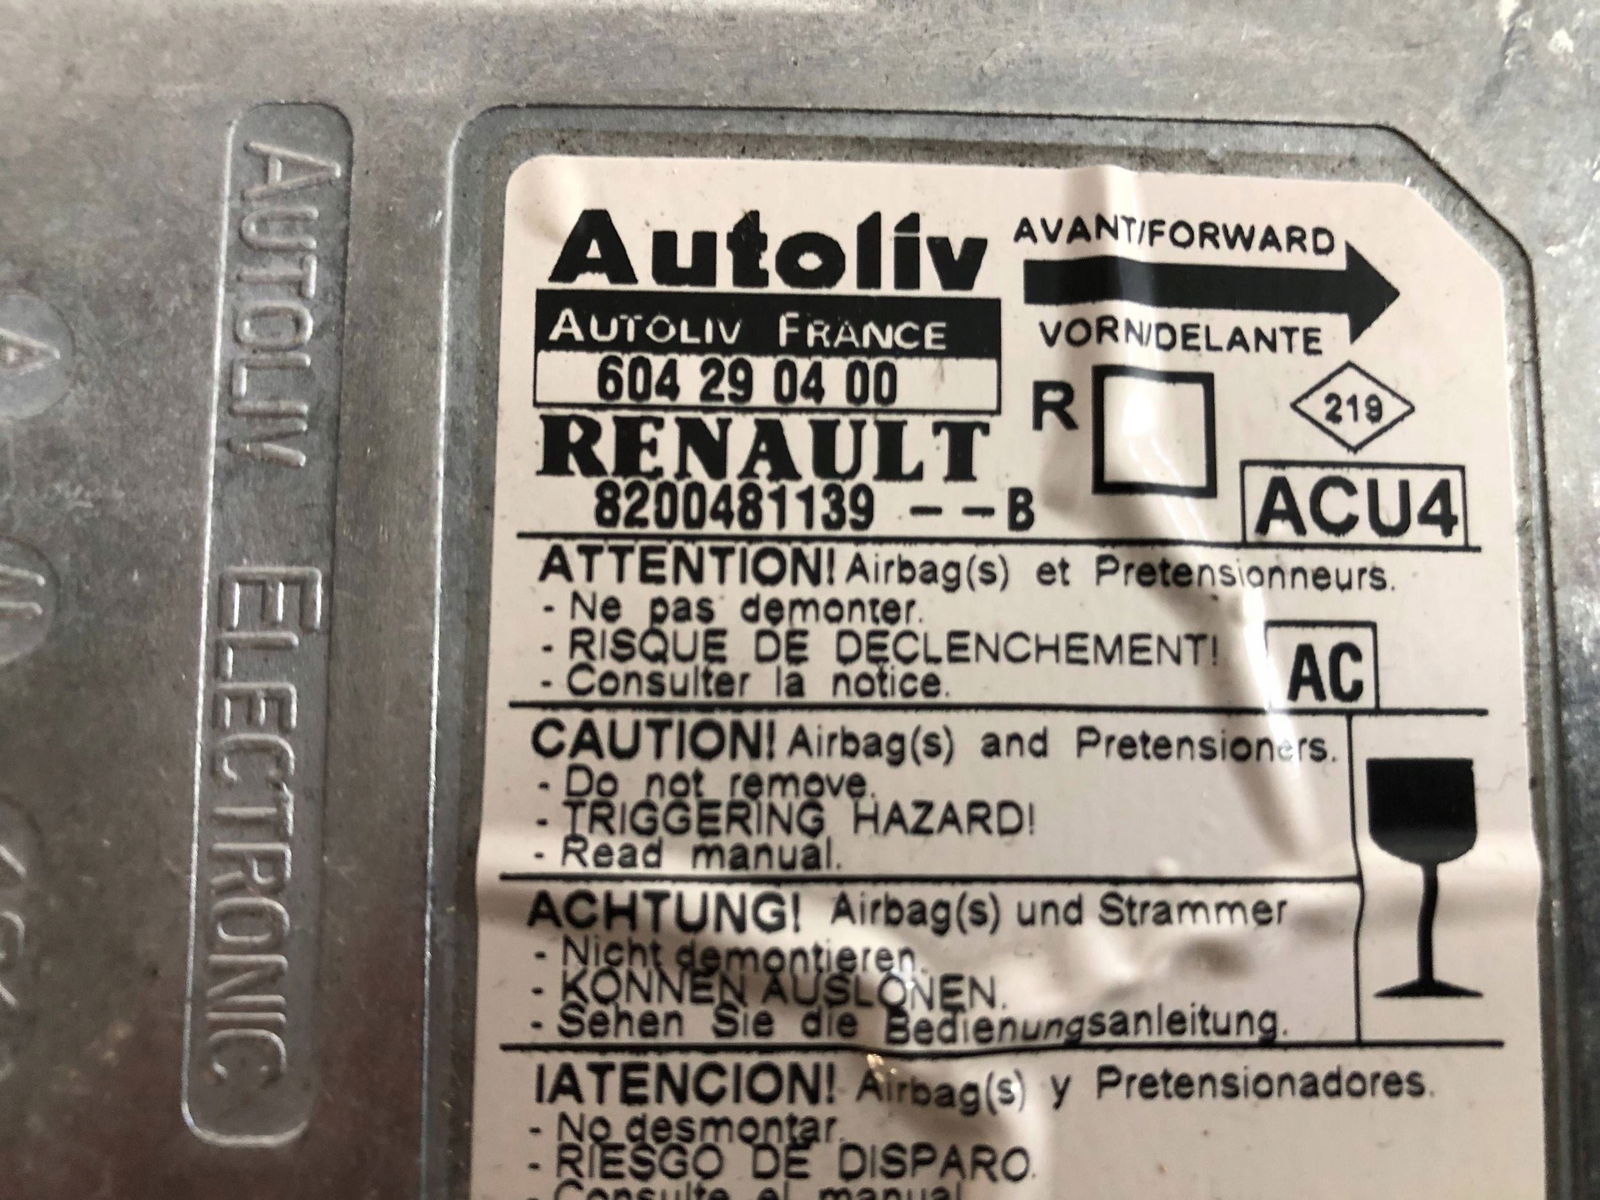 AUTOLIV ELECTRONIC
Autoliv
AUTOLIV FRANCE
604 29 04 00
RENAULT
8200481139 --B
AVANT/FORWARD
VORN/DELANTE
R
219
ACU4
ATTENTION! Airbag(s) et Pretensionneurs.
- Ne pas demonter.
- RISQUE DE DECLENCHEMENT!
- Consulter la notice.
AC
CAUTION! Airbag(s) and Pretensioners.
- Do not remove.
- TRIGGERING HAZARD!
- Read manual.
ACHTUNG! Airbag(s) und Strammer
- Nicht demontieren.
- KONNEN AUSLONEN.
- Sehen Sie die Bedienungsanleitung.
IATENCION! Airbag(s) y Pretensionadores.
- No desmontar.
- RIESGO DE DISPARO.
Consulte el manual